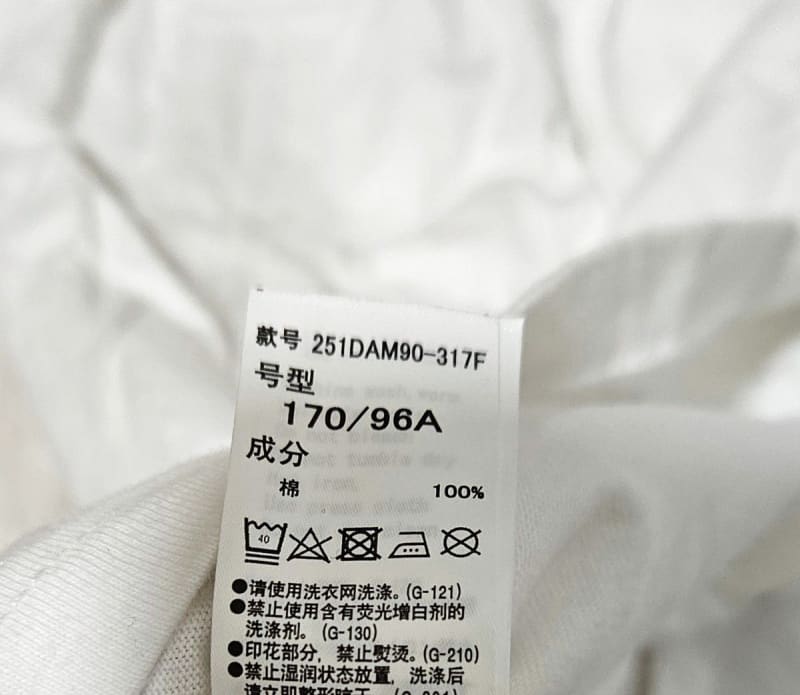 款号 251DAM90-317F
号型
170/96A
成分
棉 100%
40
●请使用洗衣网洗涤。(G-121)
●禁止使用含有荧光增白剂的
洗涤剂。(G-130)
●印花部分,禁止熨烫。(G-210)
●禁止湿润状态放置,洗涤后